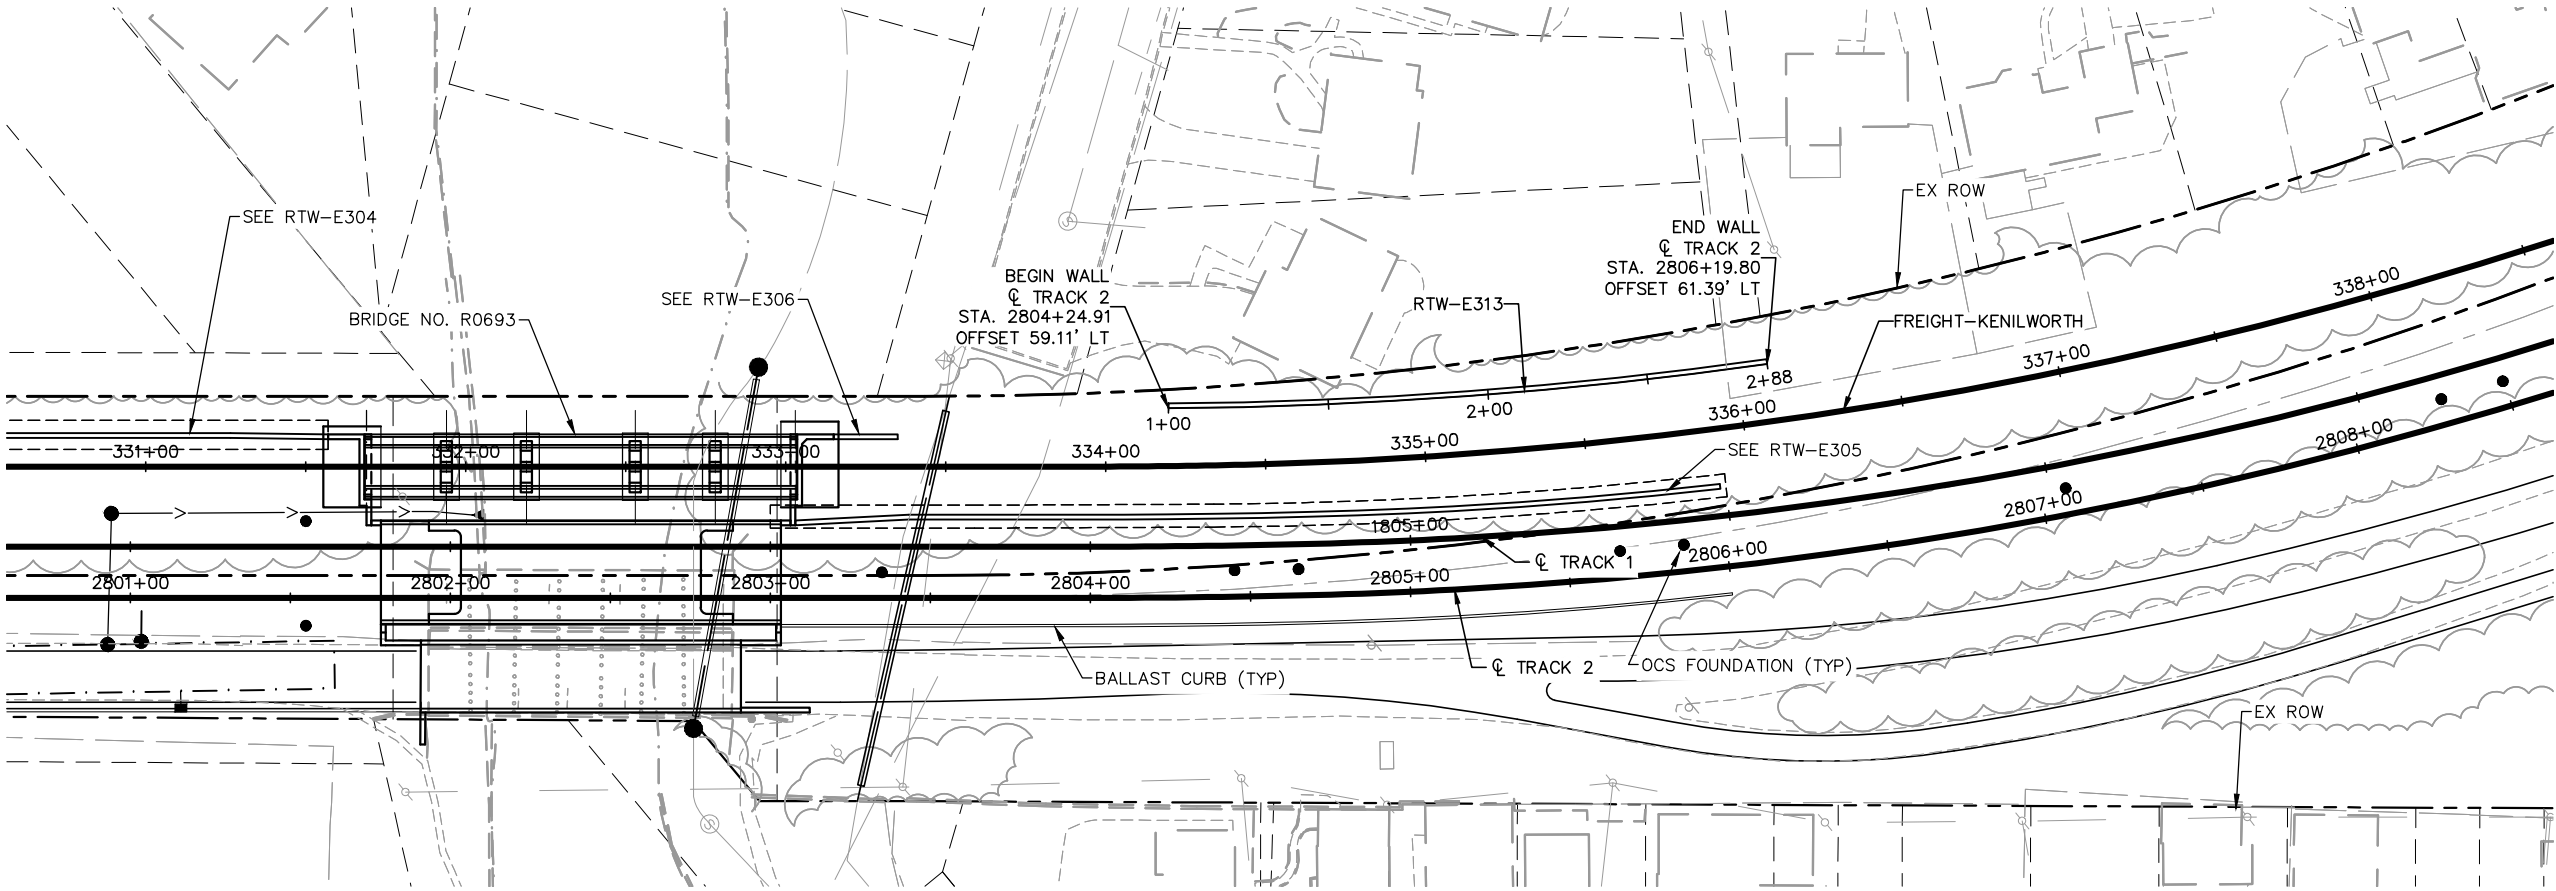 SEE RTW-E304
BRIDGE NO. R0693
SEE RTW-E306
BEGIN WALL
℄ TRACK 2
STA. 2804+24.91
OFFSET 59.11' LT
END WALL
℄ TRACK 2
STA. 2806+19.80
OFFSET 61.39' LT
RTW-E313
EX ROW
FREIGHT-KENILWORTH
1+00
2+00
2+88
331+00
332+00
333+00
334+00
335+00
336+00
337+00
338+00
SEE RTW-E305
1805+00
℄ TRACK 1
2801+00
2802+00
2803+00
2804+00
2805+00
2806+00
2807+00
2808+00
BALLAST CURB (TYP)
℄ TRACK 2
OCS FOUNDATION (TYP)
EX ROW
S
S